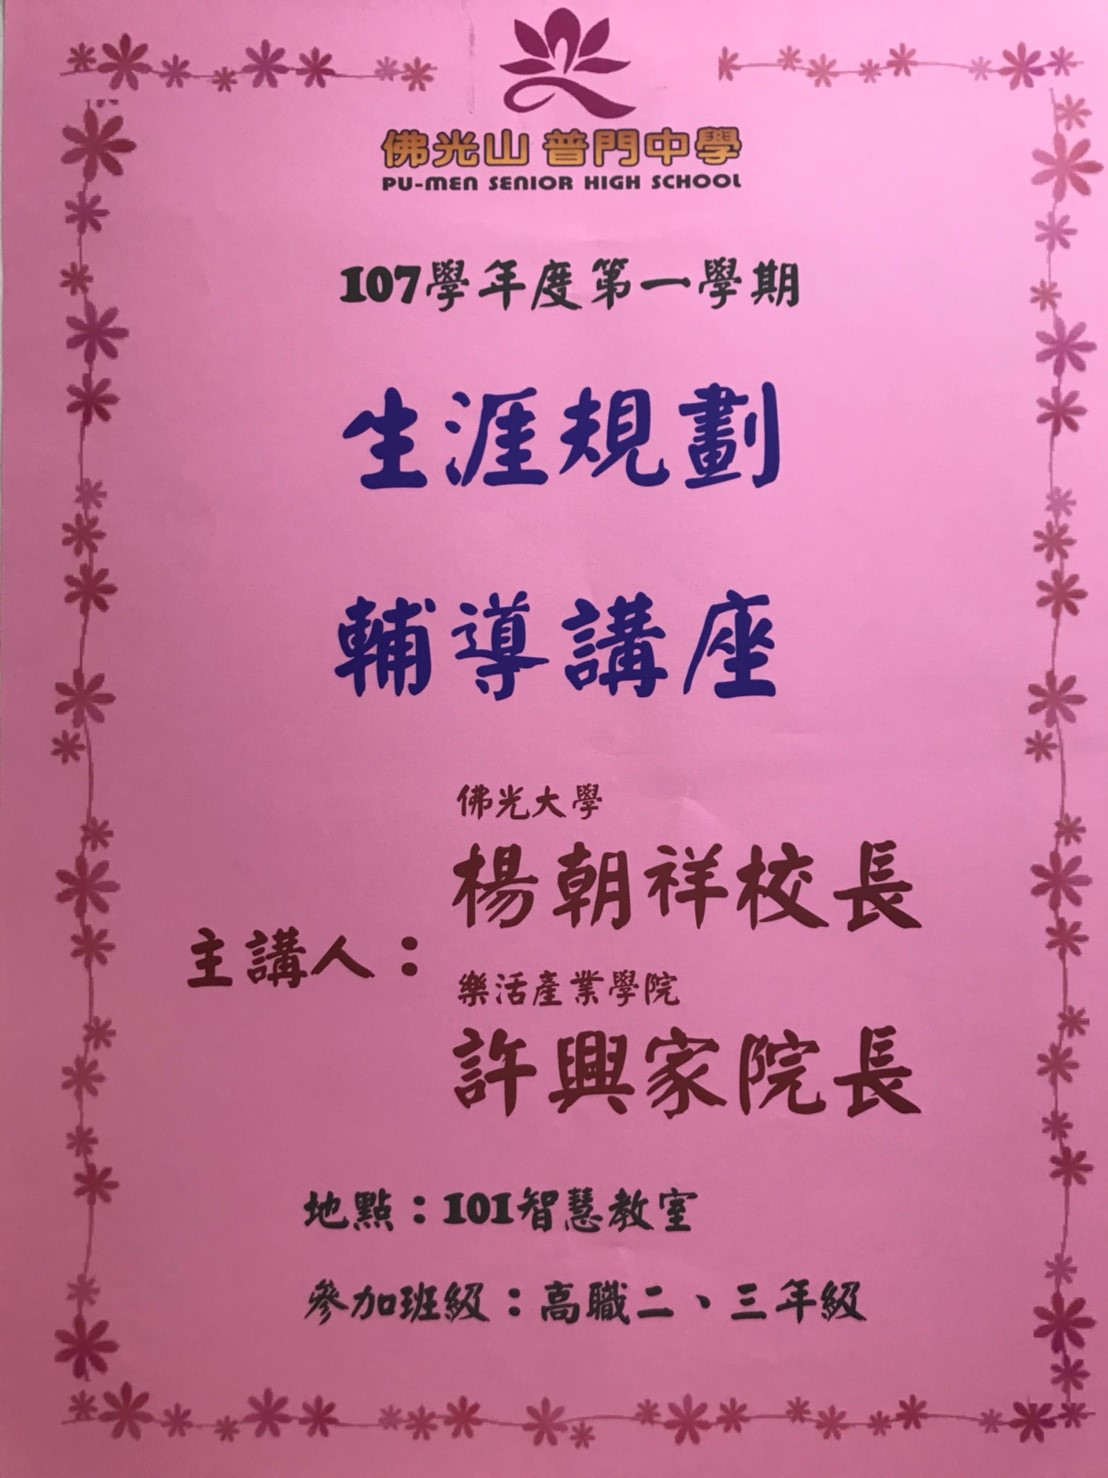 佛光山 普門中學
PU-MEN SENIOR HIGH SCHOOL
107學年度第一學期
生涯規劃
輔導講座
佛光大學
楊朝祥校長
主講人：
樂活產業學院
許興家院長
地點：101智慧教室
參加班級：高職二、三年級